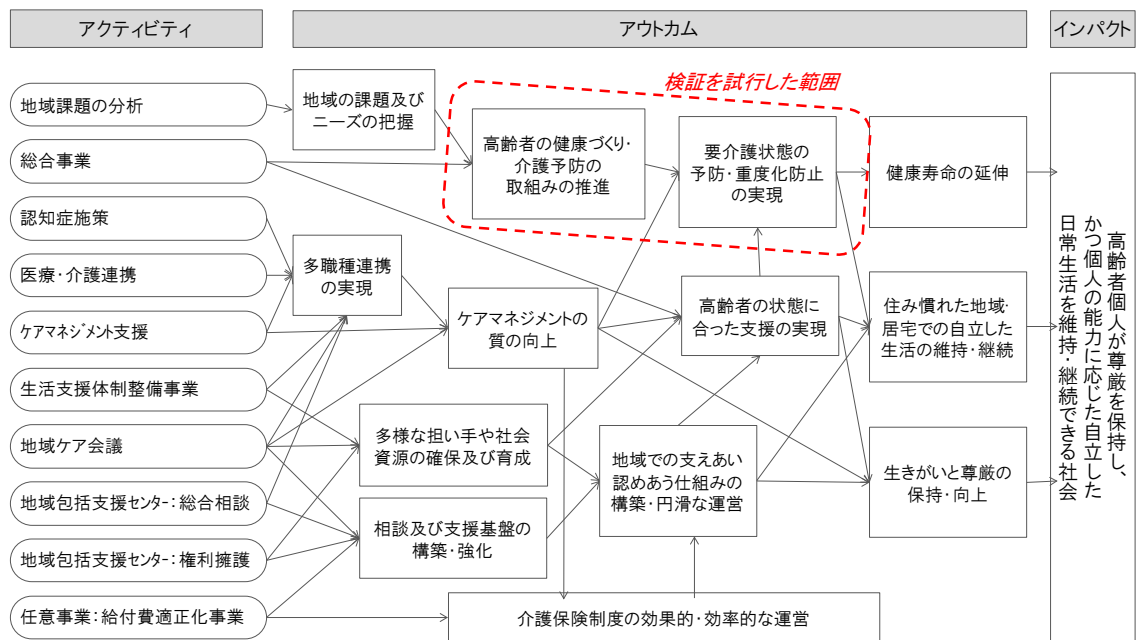 アクティビティ
アウトカム
インパクト
検証を試行した範囲
地域課題の分析
総合事業
認知症施策
医療・介護連携
ケアマネジメント支援
生活支援体制整備事業
地域ケア会議
地域包括支援センター：総合相談
地域包括支援センター：権利擁護
任意事業：給付費適正化事業
地域の課題及び
ニーズの把握
多職種連携
の実現
高齢者の健康づくり・
介護予防の
取組みの推進
ケアマネジメントの
質の向上
多様な担い手や社会
資源の確保及び育成
相談及び支援基盤の
構築・強化
要介護状態の
予防・重度化防止
の実現
高齢者の状態に
合った支援の実現
地域での支えあい
認めあう仕組みの
構築・円滑な運営
介護保険制度の効果的・効率的な運営
健康寿命の延伸
住み慣れた地域・
居宅での自立した
生活の維持・継続
生きがいと尊厳の
保持・向上
高齢者個人が尊厳を保持し、
かつ個人の能力に応じた自立した
日常生活を維持・継続できる社会